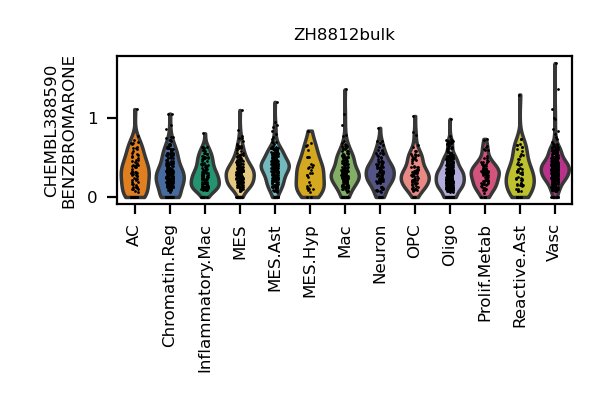 ZH8812bulk
CHEMBL388590
BENZBROMARONE
1
0
AC
Chromatin.Reg
Inflammatory.Mac
MES
MES.Ast
MES.Hyp
Mac
Neuron
OPC
Oligo
Prolif.Metab
Reactive.Ast
Vasc